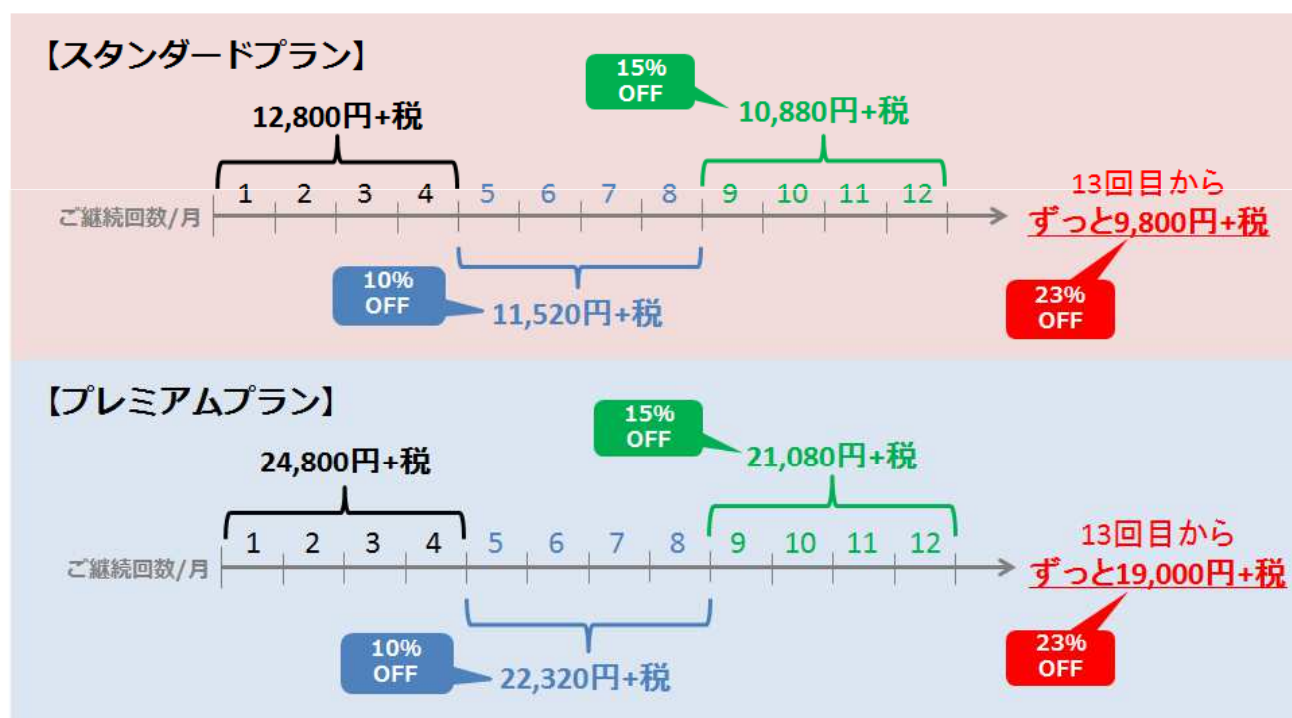 【スタンダードプラン】
15%
OFF
12,800円+税
10,880円+税
1 2 3 4 5 6 7 8 9 10 11 12
ご継続回数/月
13回目から
ずっと9,800円+税
10%
OFF
11,520円+税
23%
OFF
【プレミアムプラン】
15%
OFF
24,800円+税
21,080円+税
1 2 3 4 5 6 7 8 9 10 11 12
ご継続回数/月
13回目から
ずっと19,000円+税
10%
OFF
22,320円+税
23%
OFF